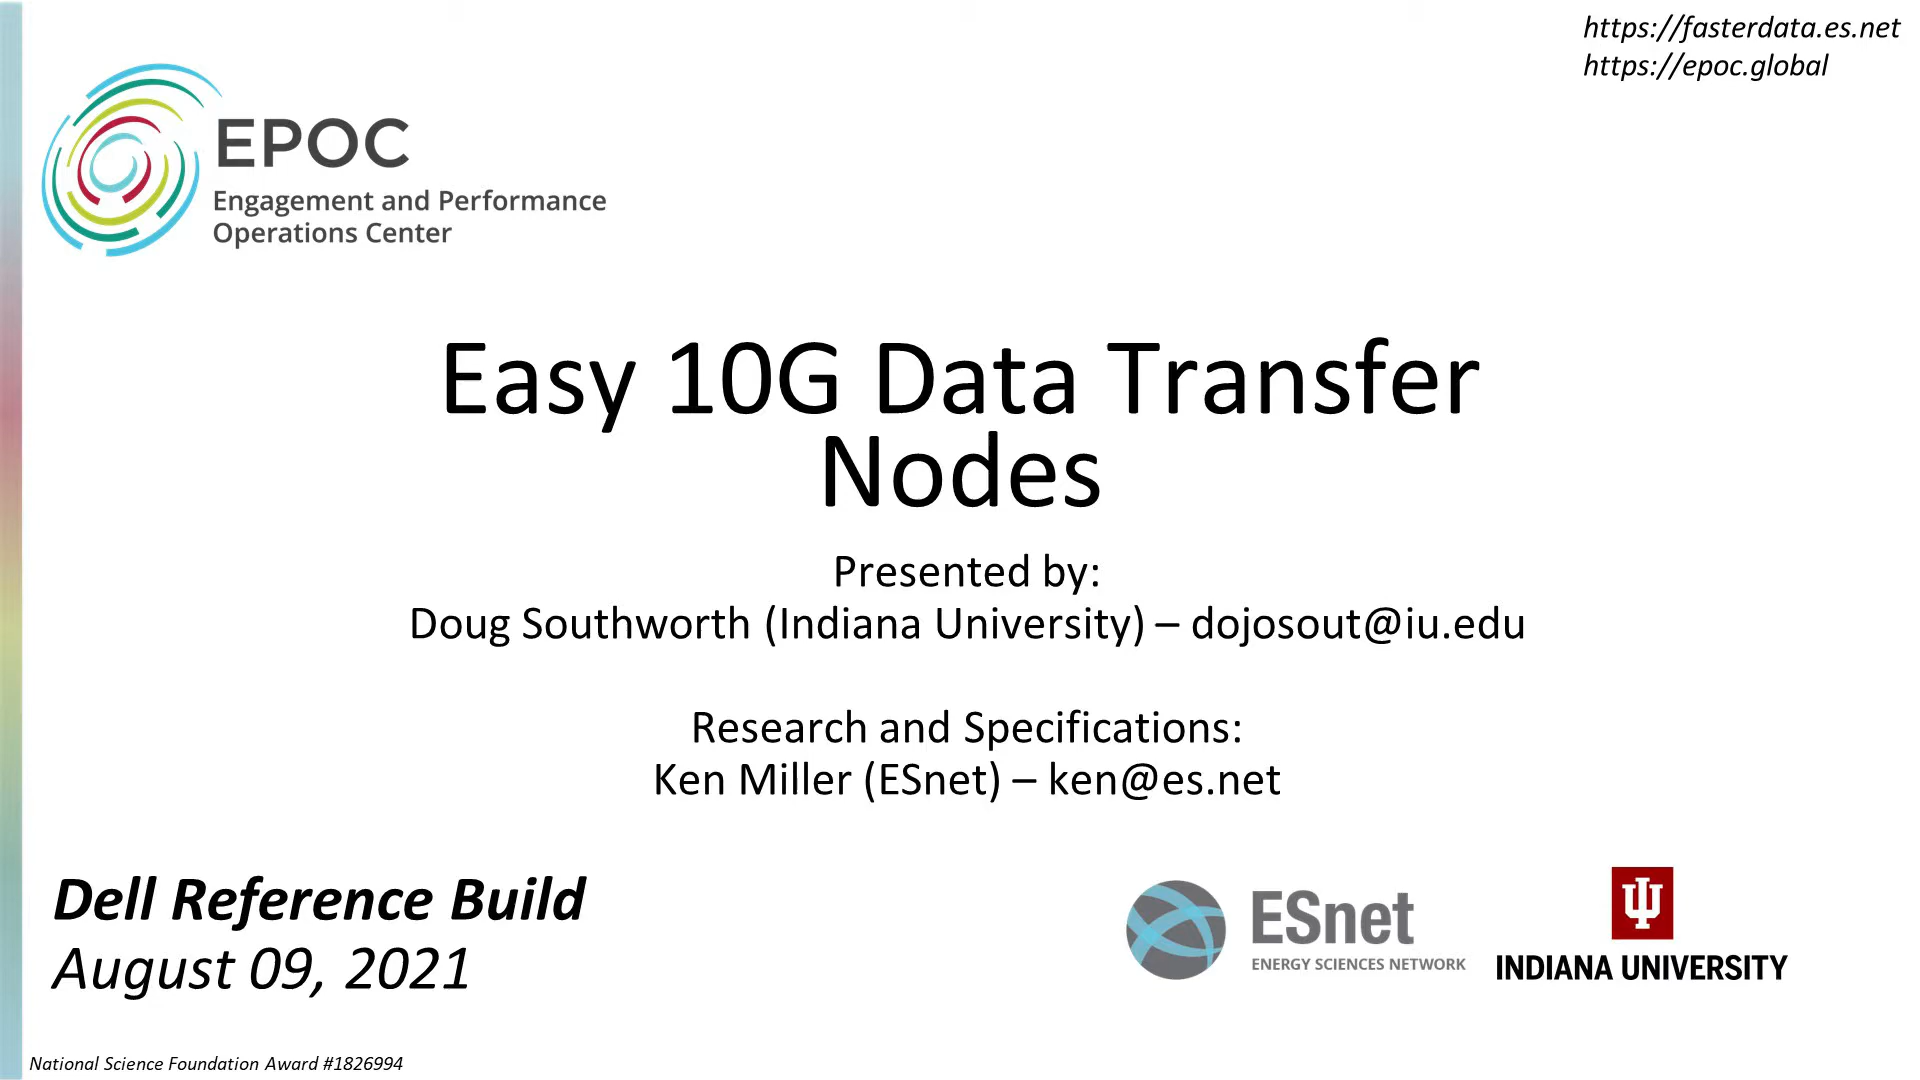 https://fasterdata.es.net
https://epoc.global
EPOC
Engagement and Performance
Operations Center
Easy 10G Data Transfer
Nodes
Presented by:
Doug Southworth (Indiana University) – dojosout@iu.edu
Research and Specifications:
Ken Miller (ESnet) – ken@es.net
Dell Reference Build
August 09, 2021
ESnet
ENERGY SCIENCES NETWORK
INDIANA UNIVERSITY
National Science Foundation Award #1826994